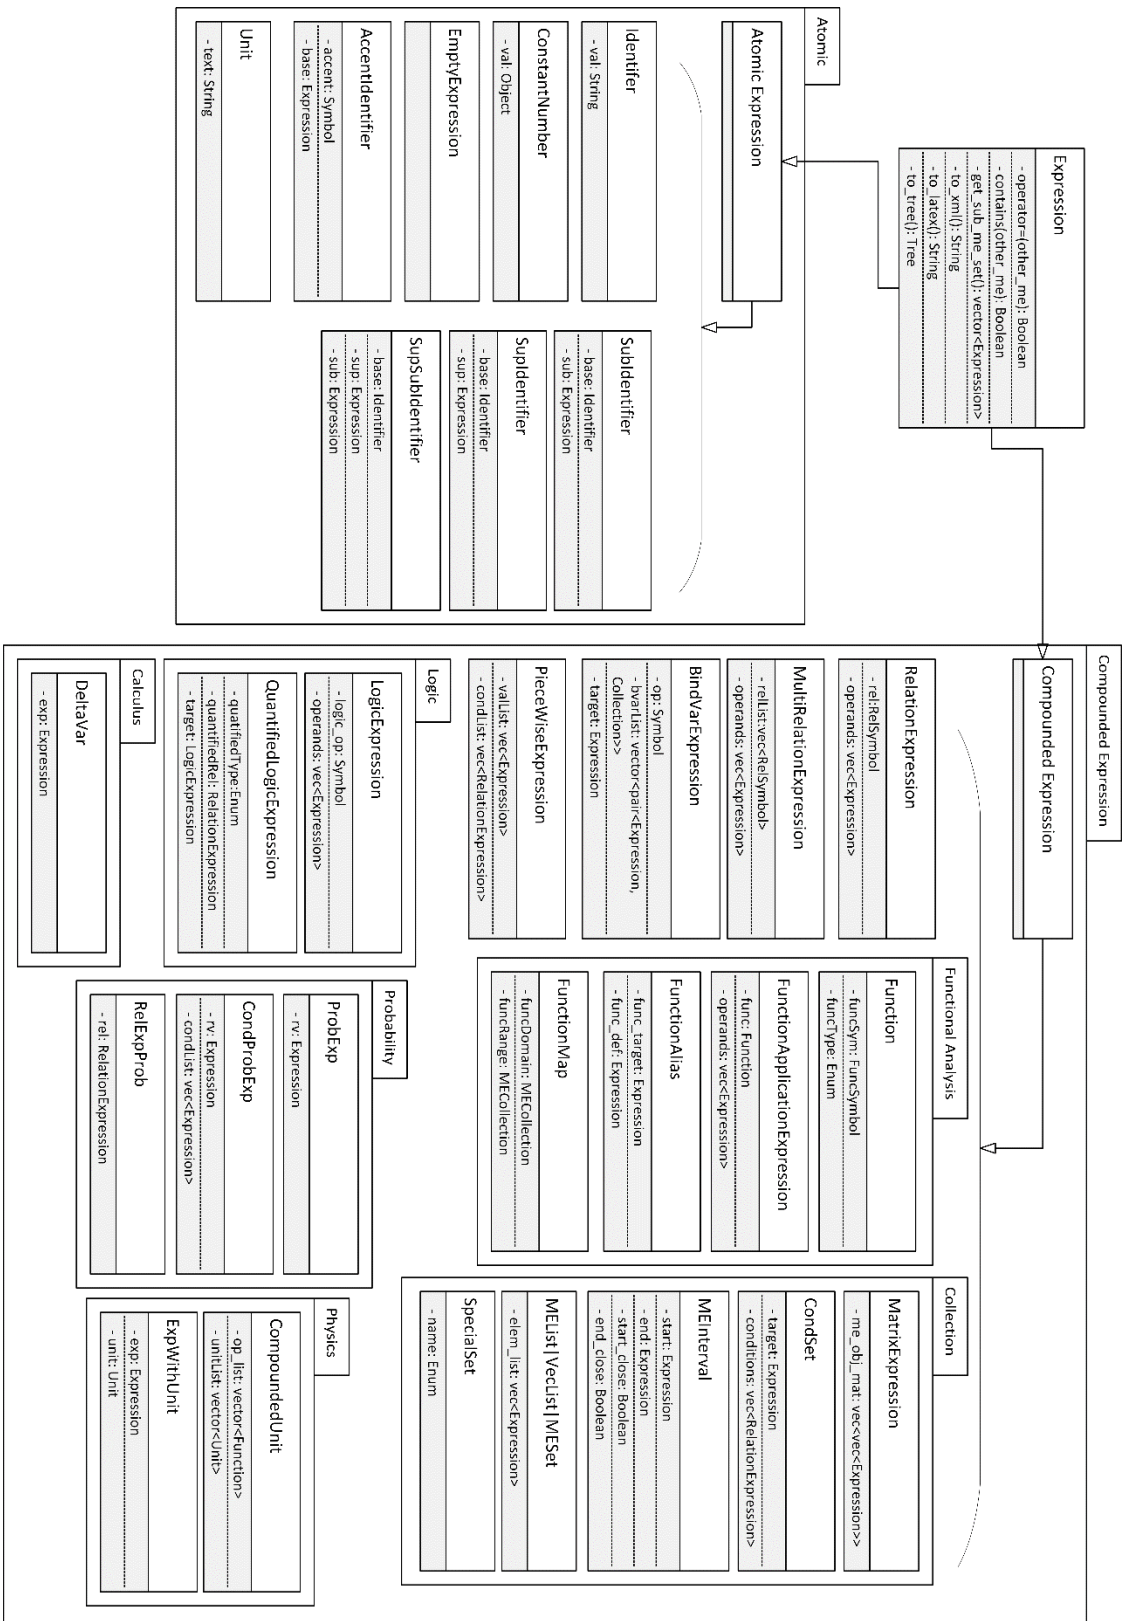 Expression
- operator=(other_me): Boolean
- contains(other_me): Boolean
- get_sub_me_set(): vector<Expression>
- to_xml(): String
- to_latex(): String
- to_tree(): Tree
Atomic
Atomic Expression
Identifer
- val: String
ConstantNumber
- val: Object
EmptyExpression
AccentIdentifier
- accent: Symbol
- base: Expression
Unit
- text: String
SubIdentifier
- base: Identifier
- sub: Expression
SupIdentifier
- base: Identifier
- sup: Expression
SupSubIdentifier
- base: Identifier
- sup: Expression
- sub: Expression
Compounded Expression
Compounded Expression
RelationExpression
- rel:RelSymbol
- operands: vec<Expression>
MultiRelationExpression
- relList:vec<RelSymbol>
- operands: vec<Expression>
BindVarExpression
- op: Symbol
- bvarList: vector<pair<Expression,
Collection>>
- target: Expression
PieceWiseExpression
- valList: vec<Expression>
- condList: vec<RelationExpression>
Logic
LogicExpression
- logic_op: Symbol
- operands: vec<Expression>
QuantifiedLogicExpression
- quatifiedType:Enum
- quantifiedRel: RelationExpression
- target: LogicExpression
Calculus
DeltaVar
- exp: Expression
Functional Analysis
Function
- funcSym: FuncSymbol
- funcType: Enum
FunctionApplicationExpression
- func: Function
- operands: vec<Expression>
FunctionAlias
- func_target: Expression
- func_def: Expression
FunctionMap
- funcDomain: MECollection
- funcRange: MECollection
Probability
ProbExp
- rv: Expression
CondProbExp
- rv: Expression
- condList: vec<Expression>
RelExpProb
- rel: RelationExpression
Collection
MatrixExpression
- me_obj_mat: vec<vec<Expression>>
CondSet
- target: Expression
- conditions: vec<RelationExpression>
MEInterval
- start: Expression
- end: Expression
- start_close: Boolean
- end_close: Boolean
MEList|VecList|MESet
- elem_list: vec<Expression>
SpecialSet
- name: Enum
Physics
CompoundedUnit
- op_list: vector<Function>
- unitList: vector<Unit>
ExpWithUnit
- exp: Expression
- unit: Unit